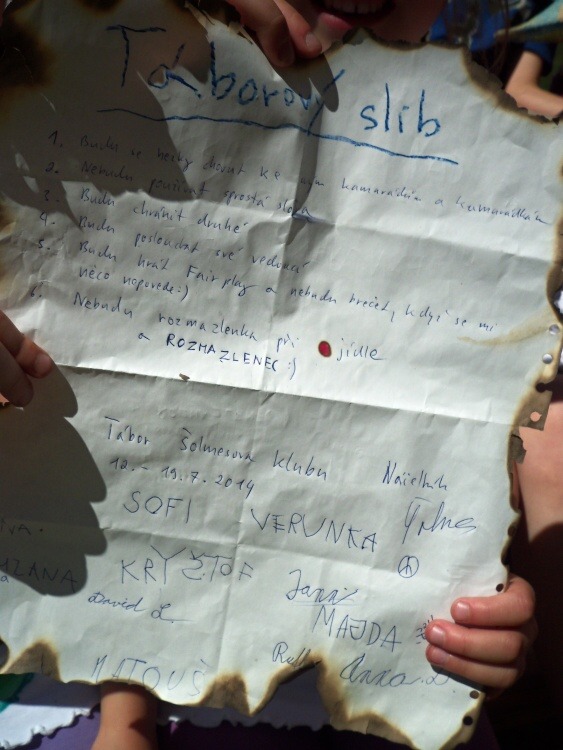 Táborový slib
1. Budu se hezky chovat ke kamarádům a kamarádkám
2. Nebudu používat sprostá slova
3. Budu chránit druhé
4. Budu poslouchat své vedoucí
5. Budu hrát Fair play a nebudu brečet, když se mi
něco nepovede :)
6. Nebudu rozmazlenka při jídle
a ROZMAZLENEC :)
Tábor Šolmesova klubu
12. - 19. 7. 2014
SOFI VERUNKA
KRYŠTOF
David L.
MAJDA
MATOUŠ Anna